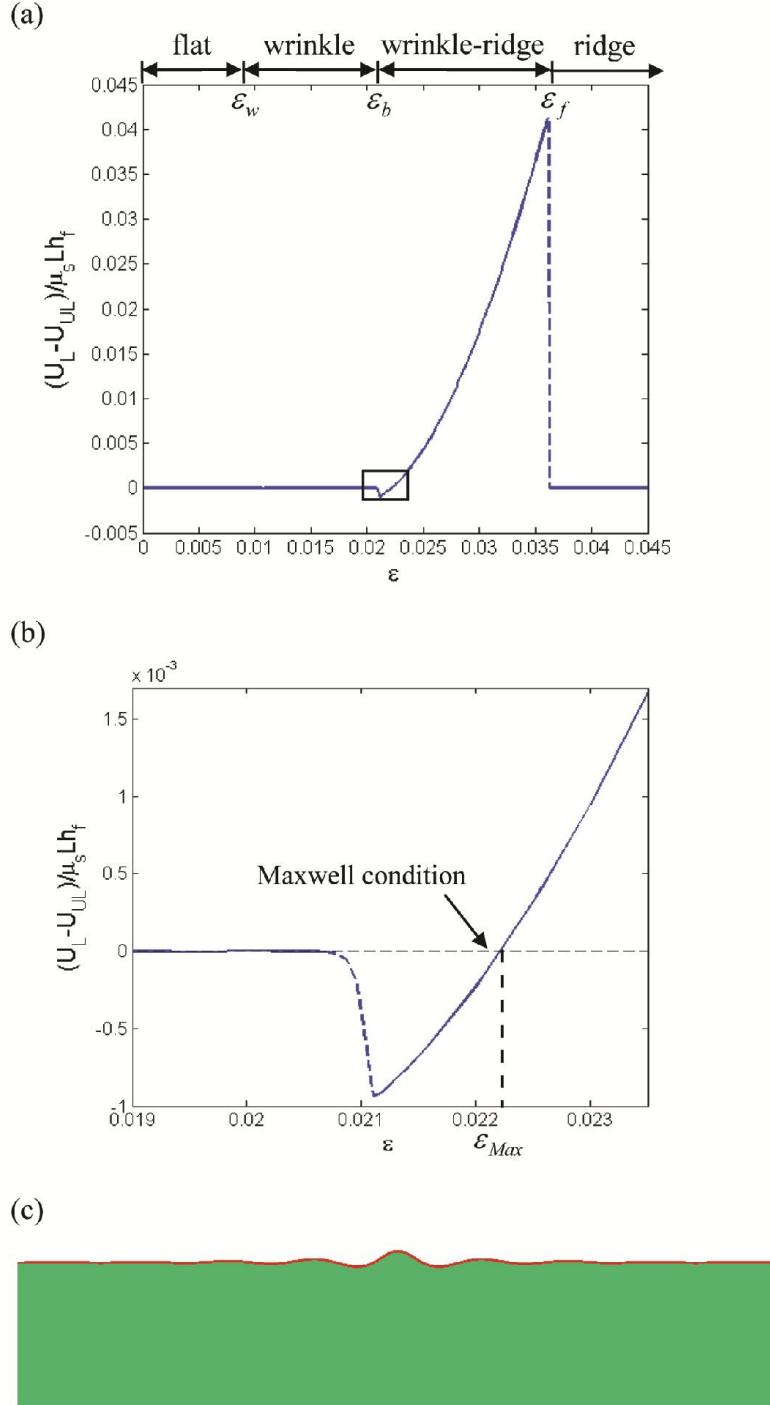 (a)
flat wrinkle wrinkle-ridge ridge
0.045
ε_w ε_b ε_f
0.04
0.035
0.03
0.025
0.02
0.015
0.01
0.005
0
-0.005
(U_L-U_UL)/μ_sLh_f
0 0.005 0.01 0.015 0.02 0.025 0.03 0.035 0.04 0.045
ε
(b)
x 10^-3
1.5
1
0.5
0
-0.5
-1
(U_L-U_UL)/μ_sLh_f
Maxwell condition
0.019 0.02 0.021 0.022 0.023
ε ε_Max
(c)